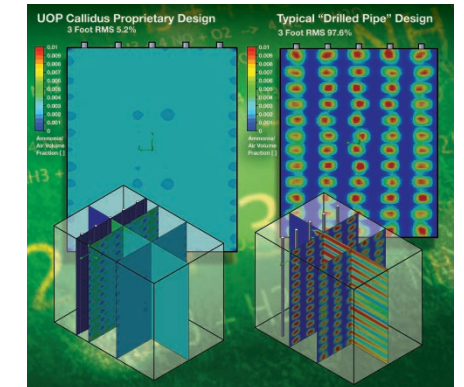 UOP Callidus Proprietary Design
3 Foot RMS 5.2%
0.01
0.009
0.008
0.007
0.006
0.005
0.004
0.003
0.002
0.001
0
Ammonia/
Air Volume
Fraction [ ]
Typical “Drilled Pipe” Design
3 Foot RMS 97.6%
0.01
0.009
0.008
0.007
0.006
0.005
0.004
0.003
0.002
0.001
0
Ammonia/
Air Volume
Fraction [ ]